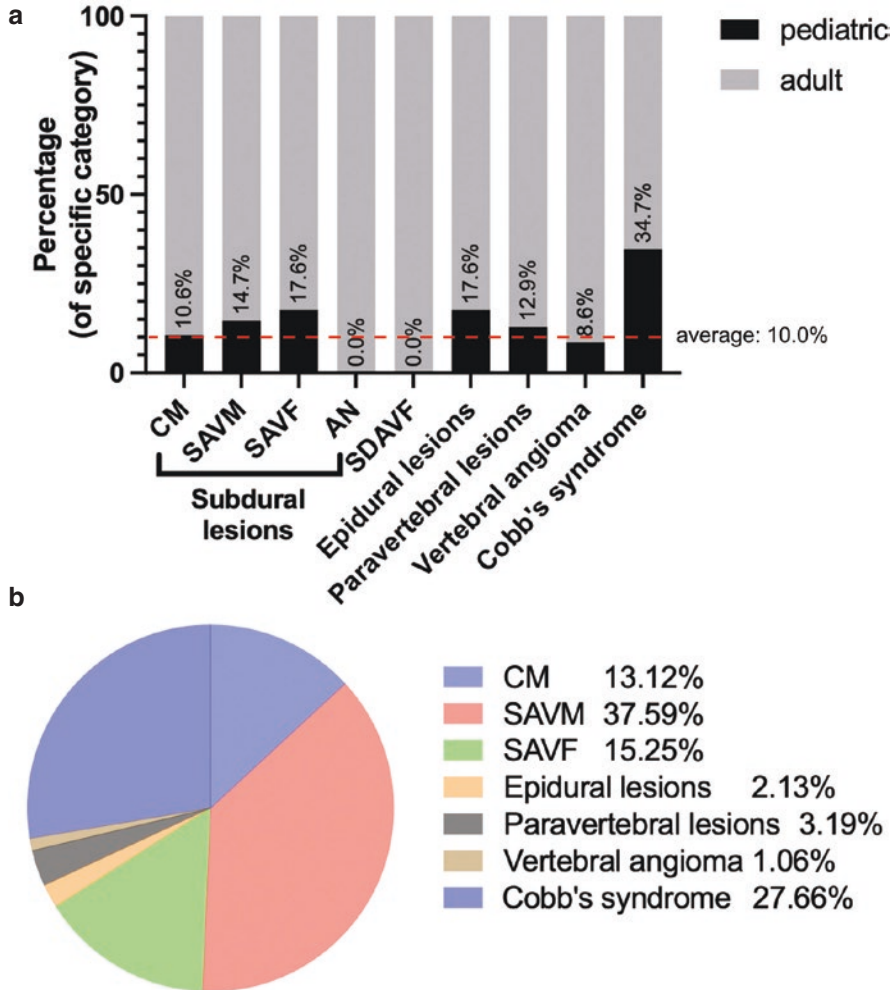 a
100
50
0
Percentage
(of specific category)
pediatric
adult
10.6%
14.7%
17.6%
0.0%
0.0%
17.6%
12.9%
8.6%
34.7%
average: 10.0%
CM
SAVM
SAVF
AN
SDAVF
Epidural lesions
Paravertebral lesions
Vertebral angioma
Cobb's syndrome
Subdural
lesions
b
CM 13.12%
SAVM 37.59%
SAVF 15.25%
Epidural lesions 2.13%
Paravertebral lesions 3.19%
Vertebral angioma 1.06%
Cobb's syndrome 27.66%